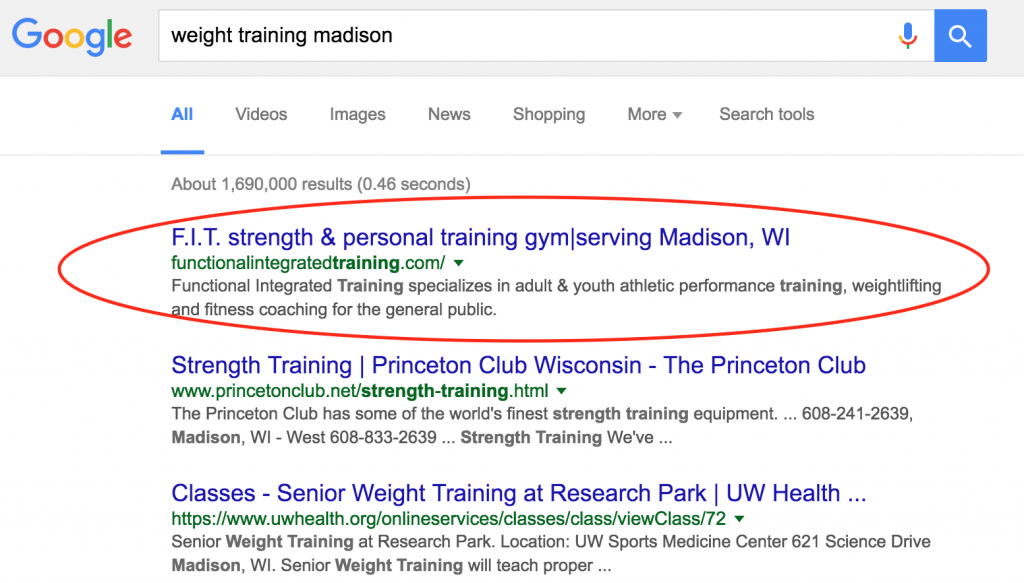 Google
weight training madison
All Videos Images News Shopping More Search tools
About 1,690,000 results (0.46 seconds)
F.I.T. strength & personal training gym|serving Madison, WI
functionalintegratedtraining.com/
Functional Integrated Training specializes in adult & youth athletic performance training, weightlifting
and fitness coaching for the general public.
Strength Training | Princeton Club Wisconsin - The Princeton Club
www.princetonclub.net/strength-training.html
The Princeton Club has some of the world's finest strength training equipment. ... 608-241-2639,
Madison, WI - West 608-833-2639 ... Strength Training We've ...
Classes - Senior Weight Training at Research Park | UW Health ...
https://www.uwhealth.org/onlineservices/classes/class/viewClass/72
Senior Weight Training at Research Park. Location: UW Sports Medicine Center 621 Science Drive
Madison, WI. Senior Weight Training will teach proper ...